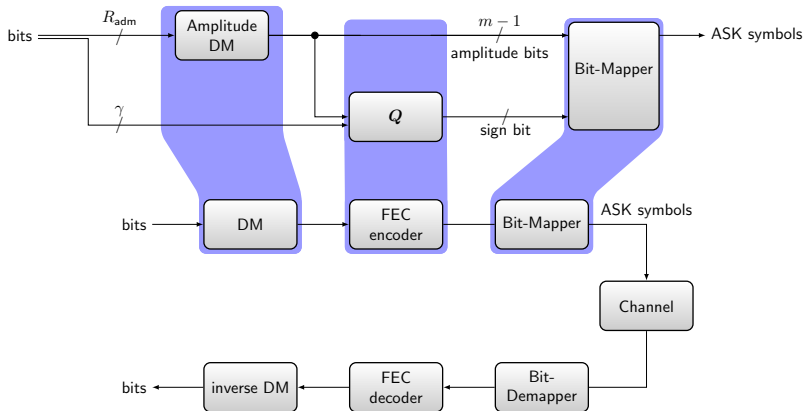 R_adm
m − 1
bits
Amplitude
DM
amplitude bits
Bit-Mapper
ASK symbols
γ
Q
sign bit
bits
DM
FEC
encoder
Bit-Mapper
ASK symbols
Channel
bits
inverse DM
FEC
decoder
Bit-
Demapper